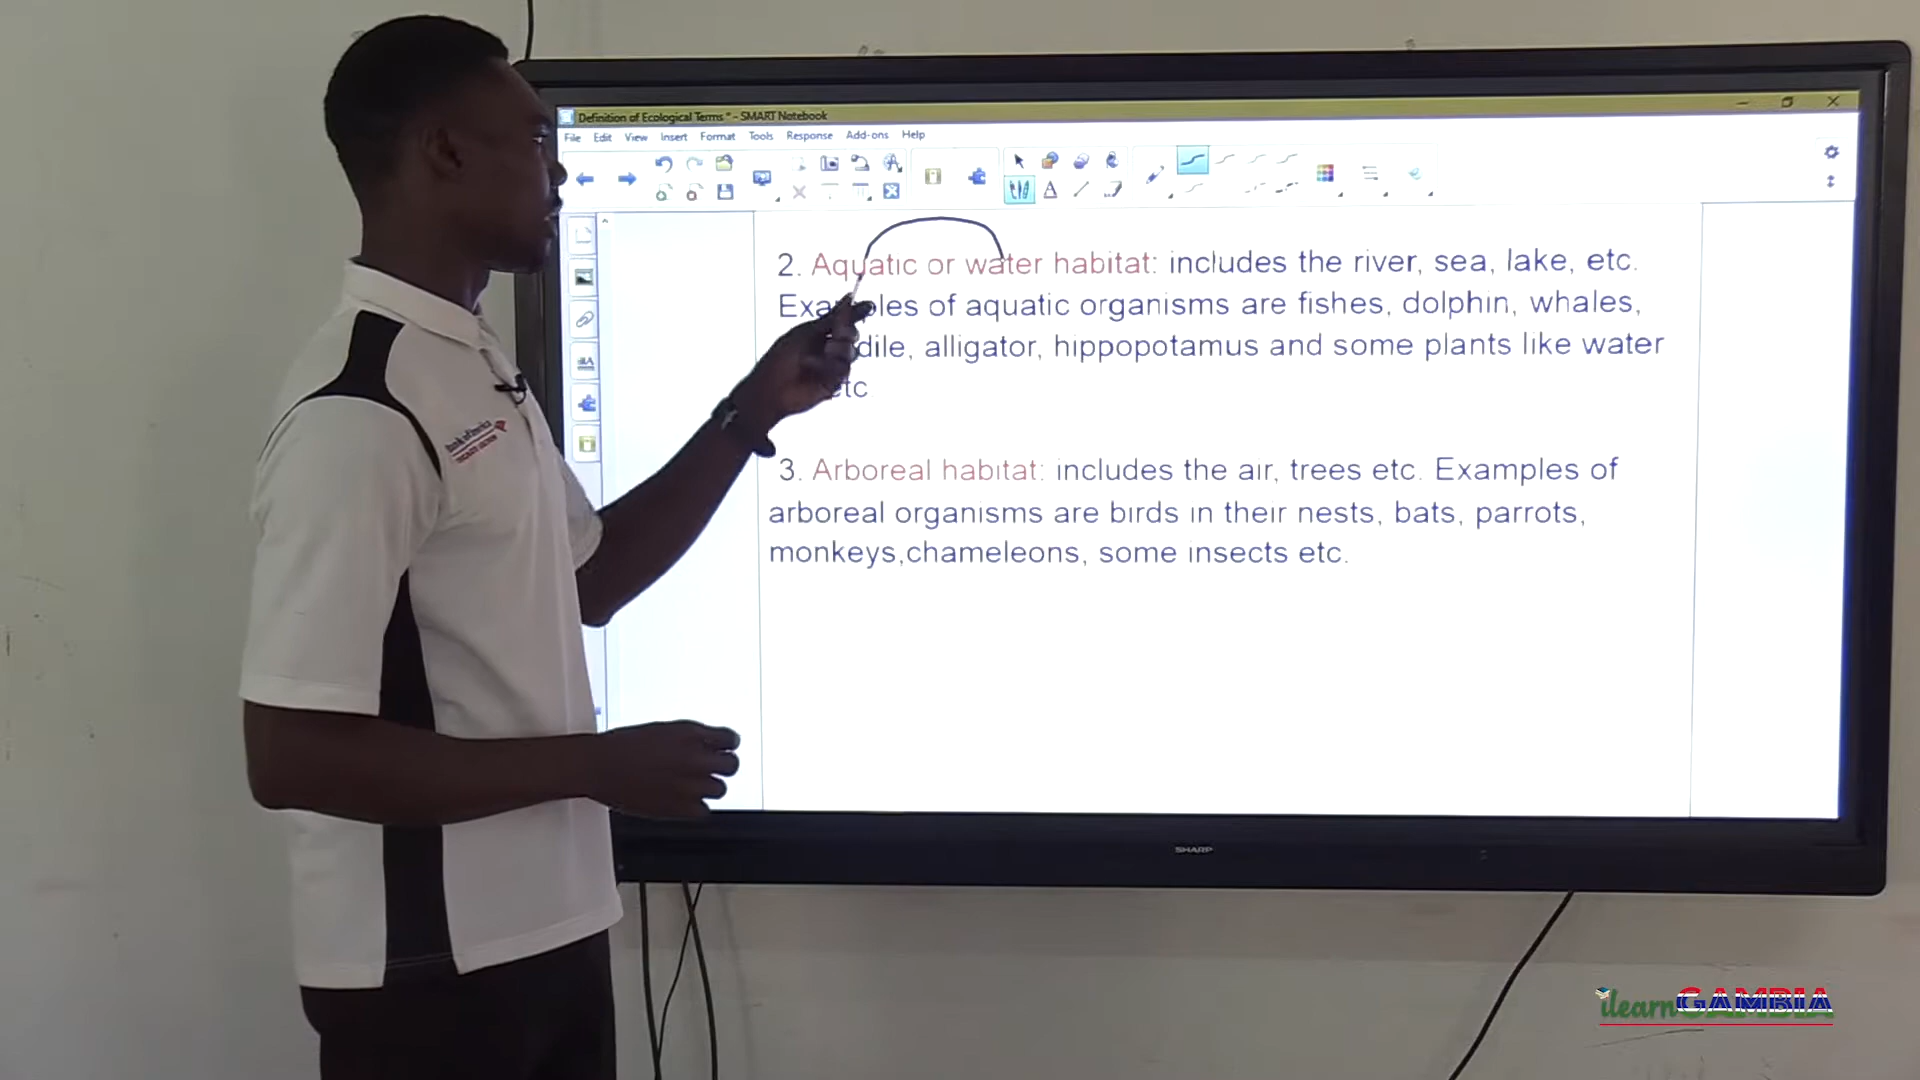 Definition of Ecological Terms * - SMART Notebook
File Edit View Insert Format Tools Response Add-ons Help
2. Aquatic or water habitat: includes the river, sea, lake, etc.
Examples of aquatic organisms are fishes, dolphin, whales,
dile, alligator, hippopotamus and some plants like water
etc
3. Arboreal habitat: includes the air, trees etc. Examples of
arboreal organisms are birds in their nests, bats, parrots,
monkeys,chameleons, some insects etc.
SHARP
ilearnGAMBIA